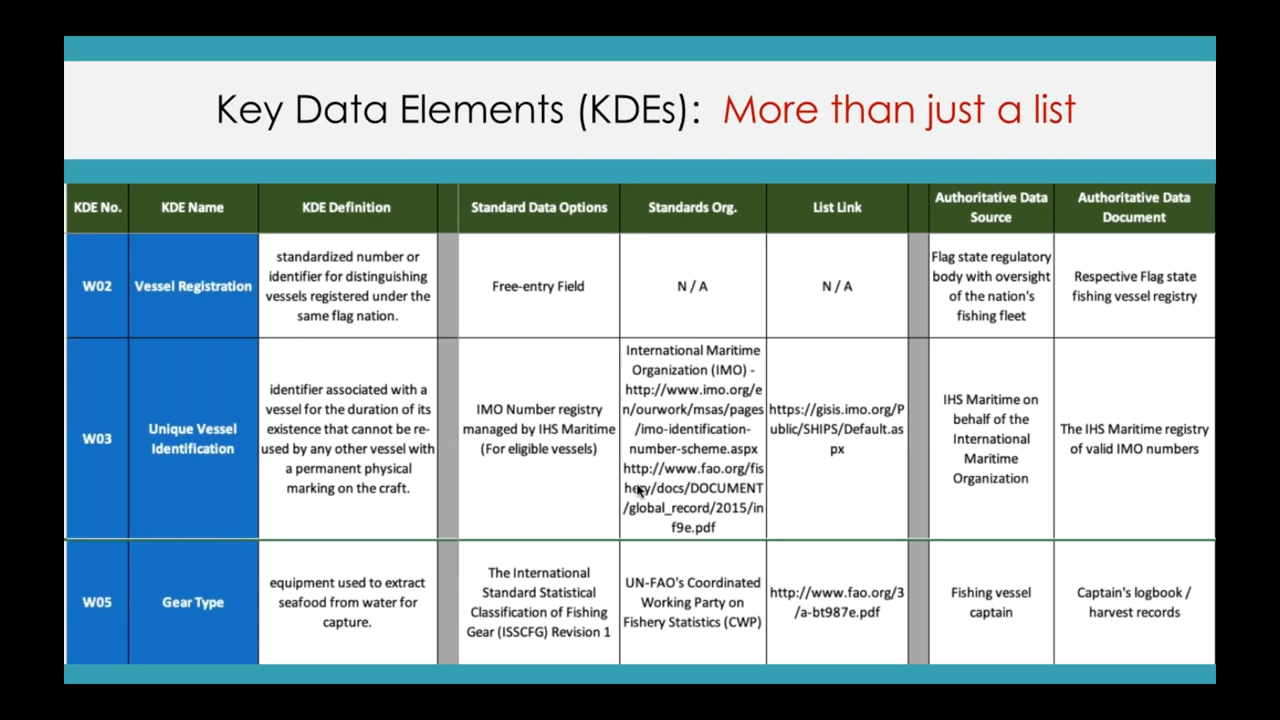 Key Data Elements (KDEs): More than just a list
KDE No.
KDE Name
KDE Definition
Standard Data Options
Standards Org.
List Link
Authoritative Data
Source
Authoritative Data
Document
W02
Vessel Registration
standardized number or
identifier for distinguishing
vessels registered under the
same flag nation.
Free-entry Field
N / A
N / A
Flag state regulatory
body with oversight
of the nation's
fishing fleet
Respective Flag state
fishing vessel registry
W03
Unique Vessel
Identification
identifier associated with a
vessel for the duration of its
existence that cannot be re-
used by any other vessel with
a permanent physical
marking on the craft.
IMO Number registry
managed by IHS Maritime
(For eligible vessels)
International Maritime
Organization (IMO) -
http://www.imo.org/e
n/ourwork/msas/pages
/imo-identification-
number-scheme.aspx
http://www.fao.org/fis
hery/docs/DOCUMENT
/global_record/2015/in
f9e.pdf
https://gisis.imo.org/P
ublic/SHIPS/Default.as
px
IHS Maritime on
behalf of the
International
Maritime
Organization
The IHS Maritime registry
of valid IMO numbers
W05
Gear Type
equipment used to extract
seafood from water for
capture.
The International
Standard Statistical
Classification of Fishing
Gear (ISSCFG) Revision 1
UN-FAO's Coordinated
Working Party on
Fishery Statistics (CWP)
http://www.fao.org/3
/a-bt987e.pdf
Fishing vessel
captain
Captain's logbook /
harvest records